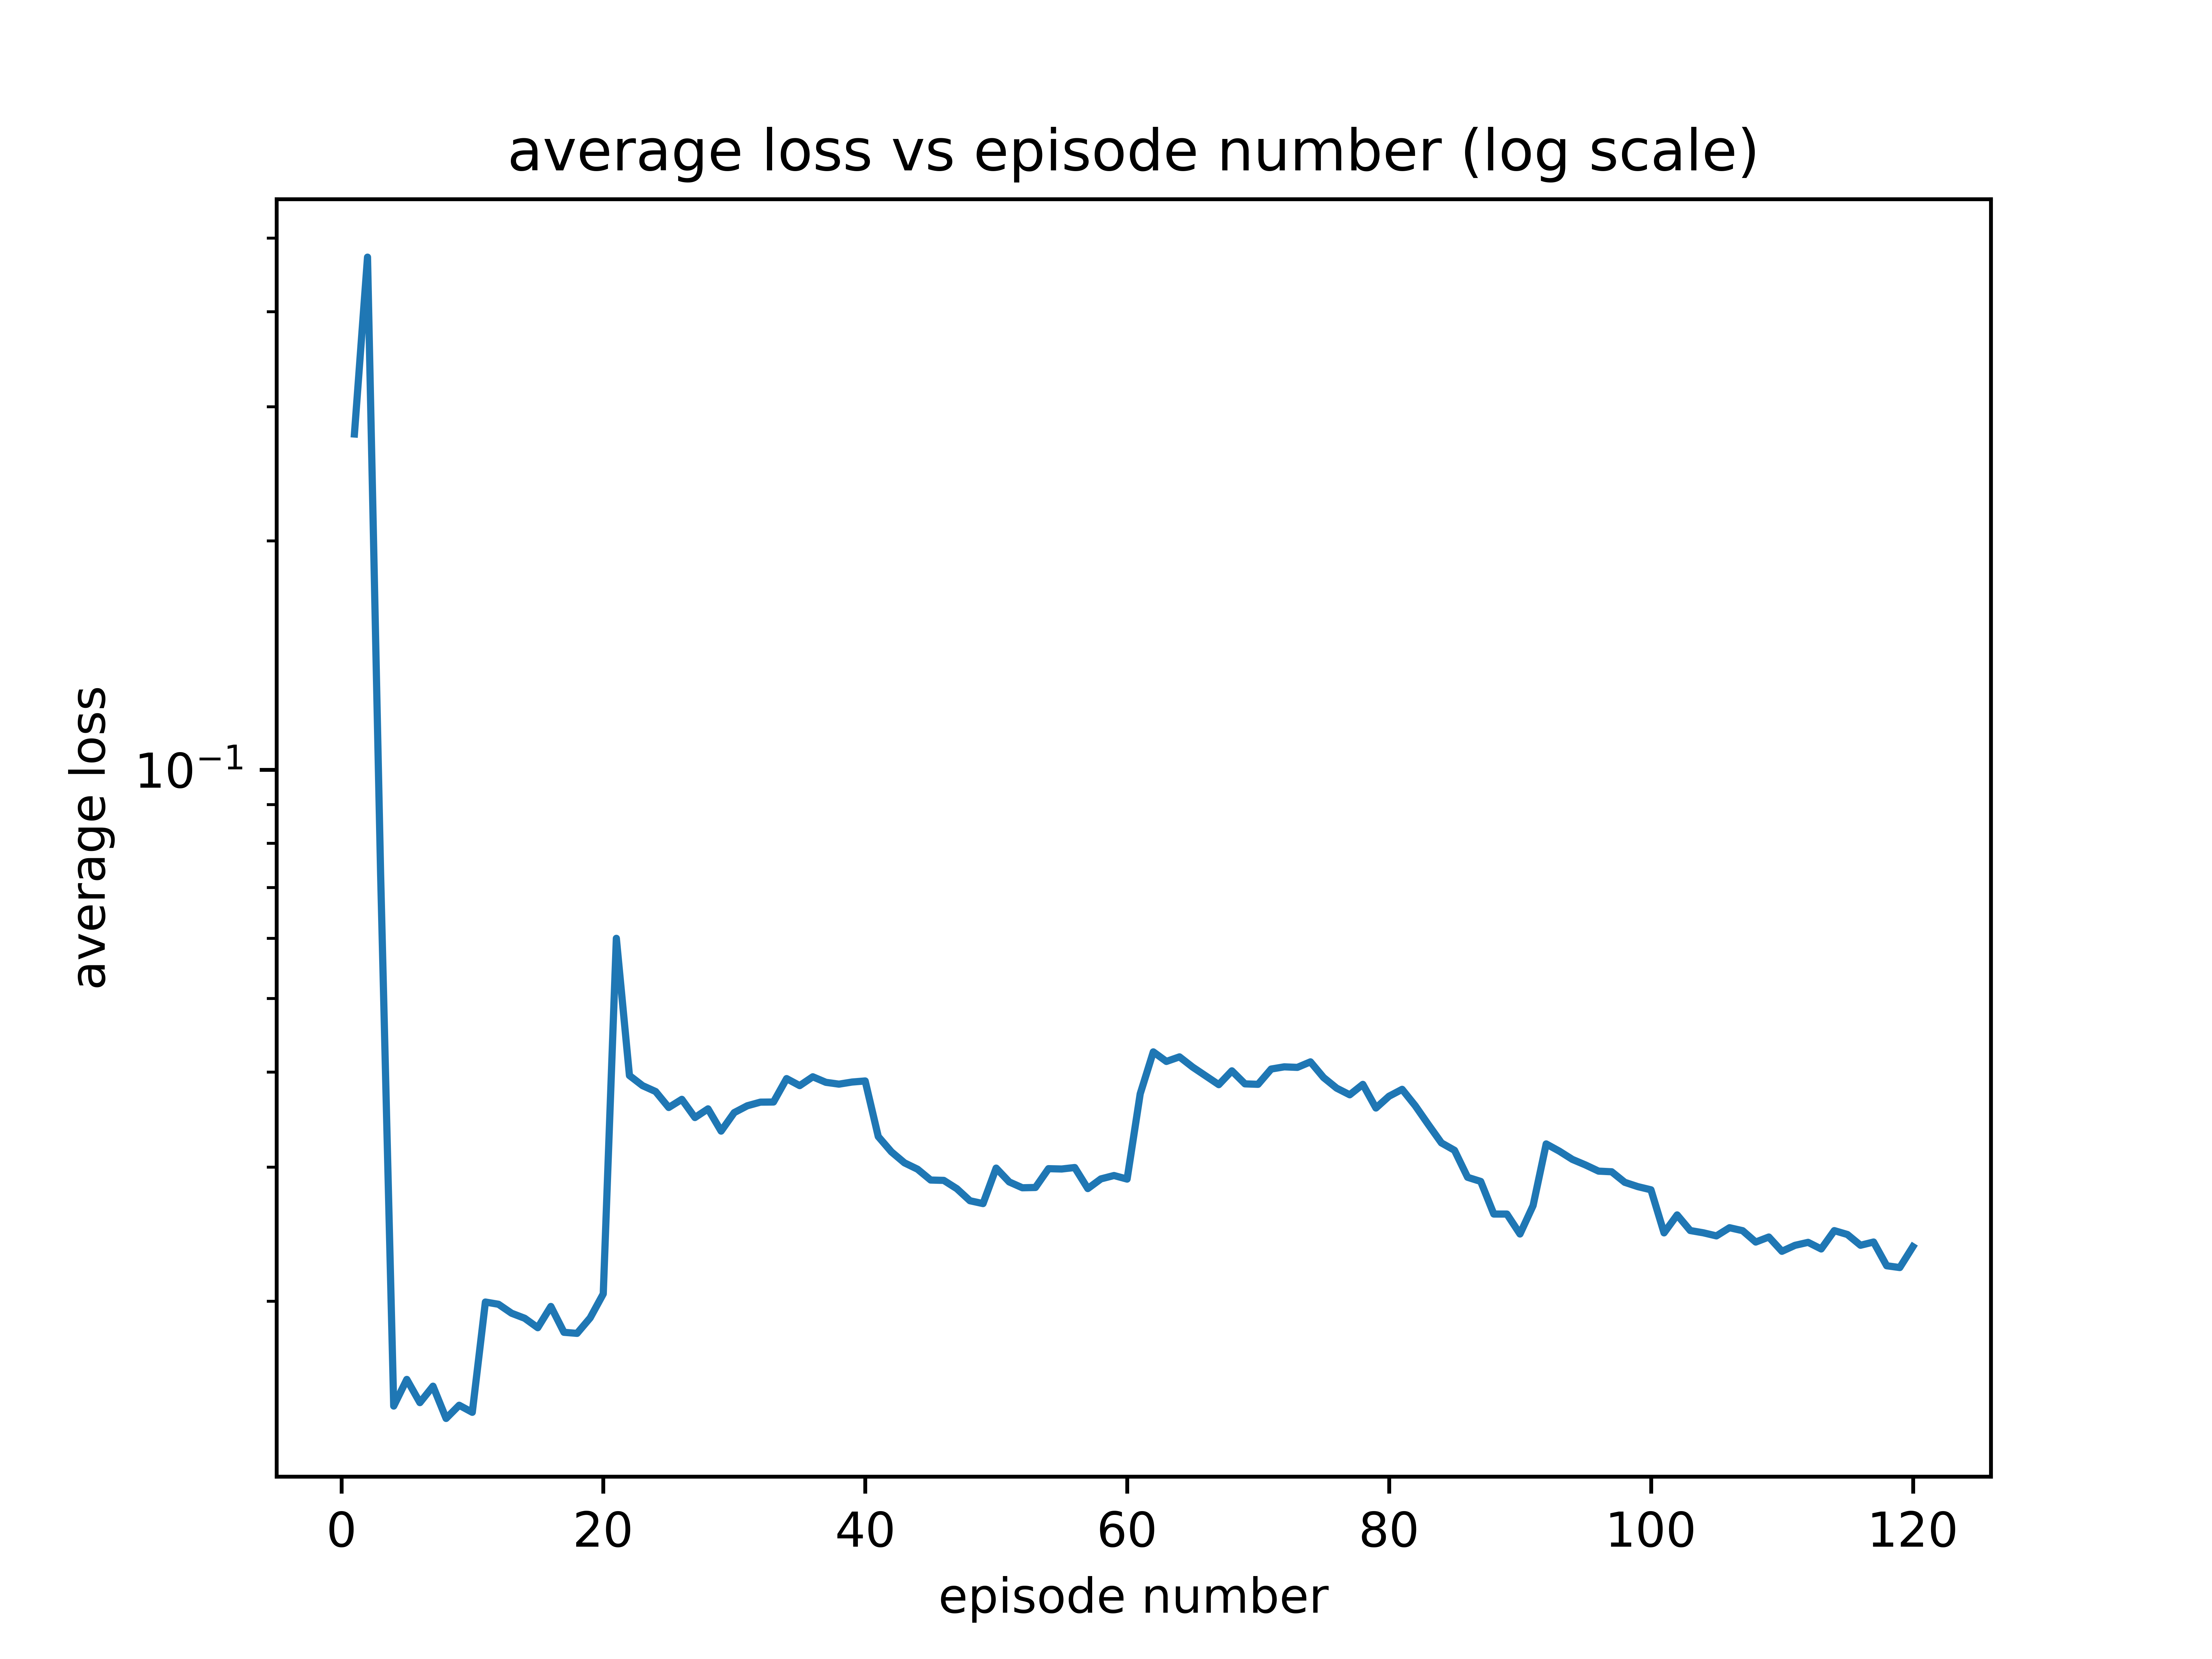 average loss vs episode number (log scale)
average loss
10⁻¹
0 20 40 60 80 100 120
episode number